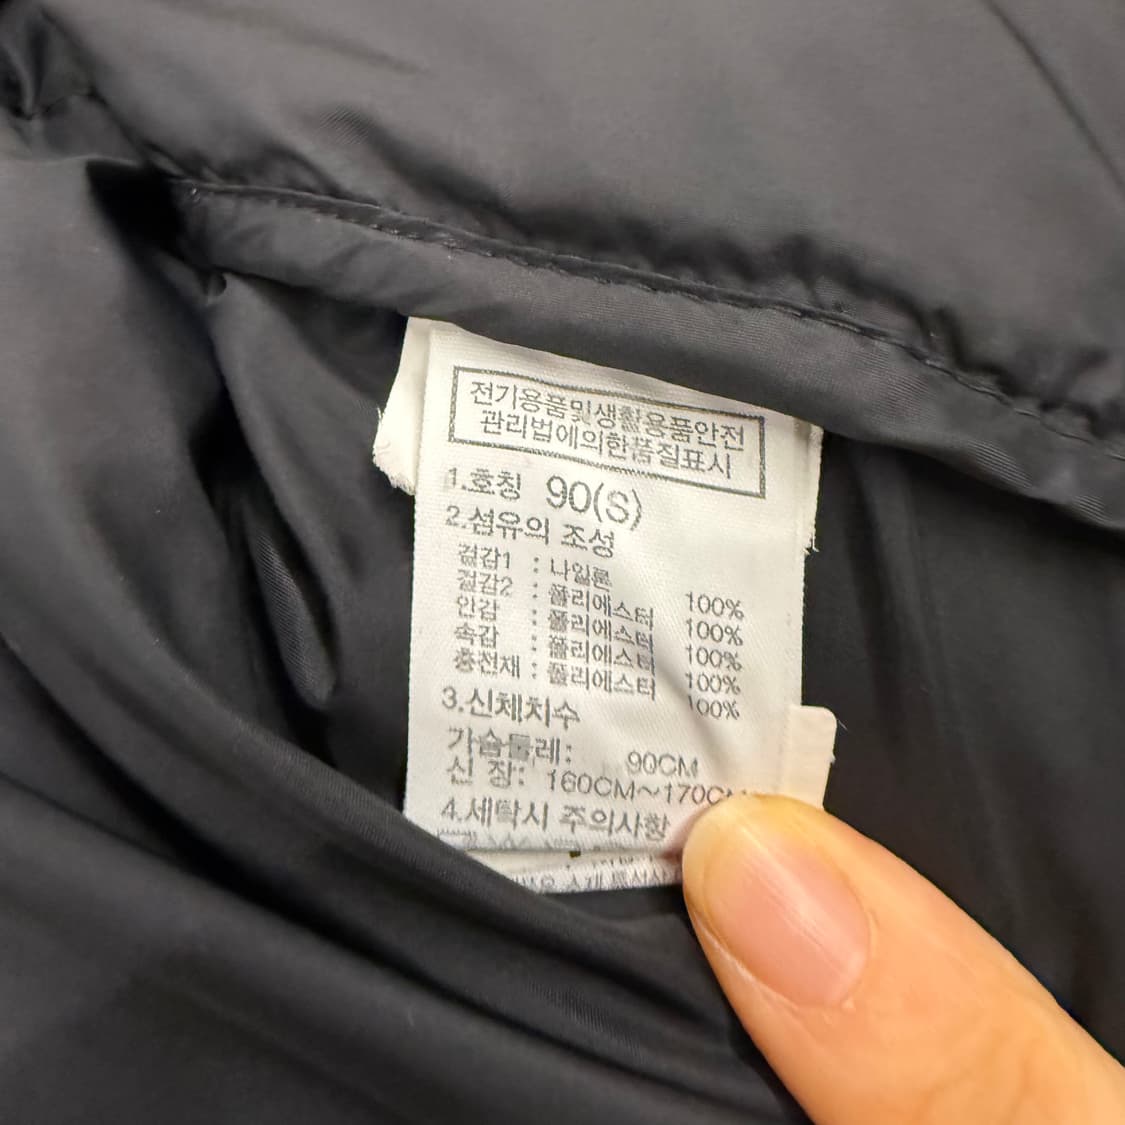 전기용품및생활용품안전
관리법에의한품질표시
1.호칭 90(S)
2.섬유의 조성
겉감1 : 나일론 100%
겉감2 : 폴리에스터 100%
안감 : 폴리에스터 100%
속감 : 폴리에스터 100%
충전재 : 폴리에스터 100%
3.신체치수
가슴둘레: 90CM
신 장: 160CM~170CM
4.세탁시 주의사항